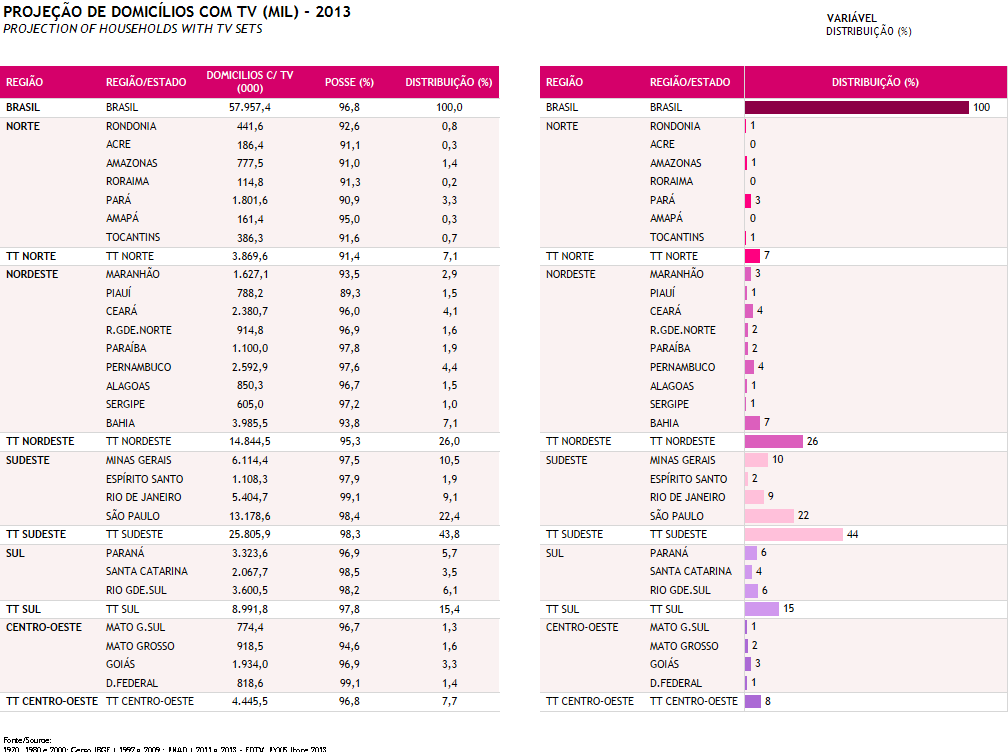 PROJEÇÃO DE DOMICÍLIOS COM TV (MIL) - 2013
PROJECTION OF HOUSEHOLDS WITH TV SETS
VARIÁVEL
DISTRIBUIÇÃO (%)
REGIÃO REGIÃO/ESTADO DOMICILIOS C/ TV (000) POSSE (%) DISTRIBUIÇÃO (%)
BRASIL BRASIL 57.957,4 96,8 100,0
NORTE RONDONIA 441,6 92,6 0,8
ACRE 186,4 91,1 0,3
AMAZONAS 777,5 91,0 1,4
RORAIMA 114,8 91,3 0,2
PARÁ 1.801,6 90,9 3,3
AMAPÁ 161,4 95,0 0,3
TOCANTINS 386,3 91,6 0,7
TT NORTE TT NORTE 3.869,6 91,4 7,1
NORDESTE MARANHÃO 1.627,1 93,5 2,9
PIAUÍ 788,2 89,3 1,5
CEARÁ 2.380,7 96,0 4,1
R.GDE.NORTE 914,8 96,9 1,6
PARAÍBA 1.100,0 97,8 1,9
PERNAMBUCO 2.592,9 97,6 4,4
ALAGOAS 850,3 96,7 1,5
SERGIPE 605,0 97,2 1,0
BAHIA 3.985,5 93,8 7,1
TT NORDESTE TT NORDESTE 14.844,5 95,3 26,0
SUDESTE MINAS GERAIS 6.114,4 97,5 10,5
ESPÍRITO SANTO 1.108,3 97,9 1,9
RIO DE JANEIRO 5.404,7 99,1 9,1
SÃO PAULO 13.178,6 98,4 22,4
TT SUDESTE TT SUDESTE 25.805,9 98,3 43,8
SUL PARANÁ 3.323,6 96,9 5,7
SANTA CATARINA 2.067,7 98,5 3,5
RIO GDE.SUL 3.600,5 98,2 6,1
TT SUL TT SUL 8.991,8 97,8 15,4
CENTRO-OESTE MATO G.SUL 774,4 96,7 1,3
MATO GROSSO 918,5 94,6 1,6
GOIÁS 1.934,0 96,9 3,3
D.FEDERAL 818,6 99,1 1,4
TT CENTRO-OESTE TT CENTRO-OESTE 4.445,5 96,8 7,7
REGIÃO REGIÃO/ESTADO DISTRIBUIÇÃO (%)
BRASIL BRASIL 100
NORTE RONDONIA 1
ACRE 0
AMAZONAS 1
RORAIMA 0
PARÁ 3
AMAPÁ 0
TOCANTINS 1
TT NORTE TT NORTE 7
NORDESTE MARANHÃO 3
PIAUÍ 1
CEARÁ 4
R.GDE.NORTE 2
PARAÍBA 2
PERNAMBUCO 4
ALAGOAS 1
SERGIPE 1
BAHIA 7
TT NORDESTE TT NORDESTE 26
SUDESTE MINAS GERAIS 10
ESPÍRITO SANTO 2
RIO DE JANEIRO 9
SÃO PAULO 22
TT SUDESTE TT SUDESTE 44
SUL PARANÁ 6
SANTA CATARINA 4
RIO GDE.SUL 6
TT SUL TT SUL 15
CENTRO-OESTE MATO G.SUL 1
MATO GROSSO 2
GOIÁS 3
D.FEDERAL 1
TT CENTRO-OESTE TT CENTRO-OESTE 8
Fonte/Source: